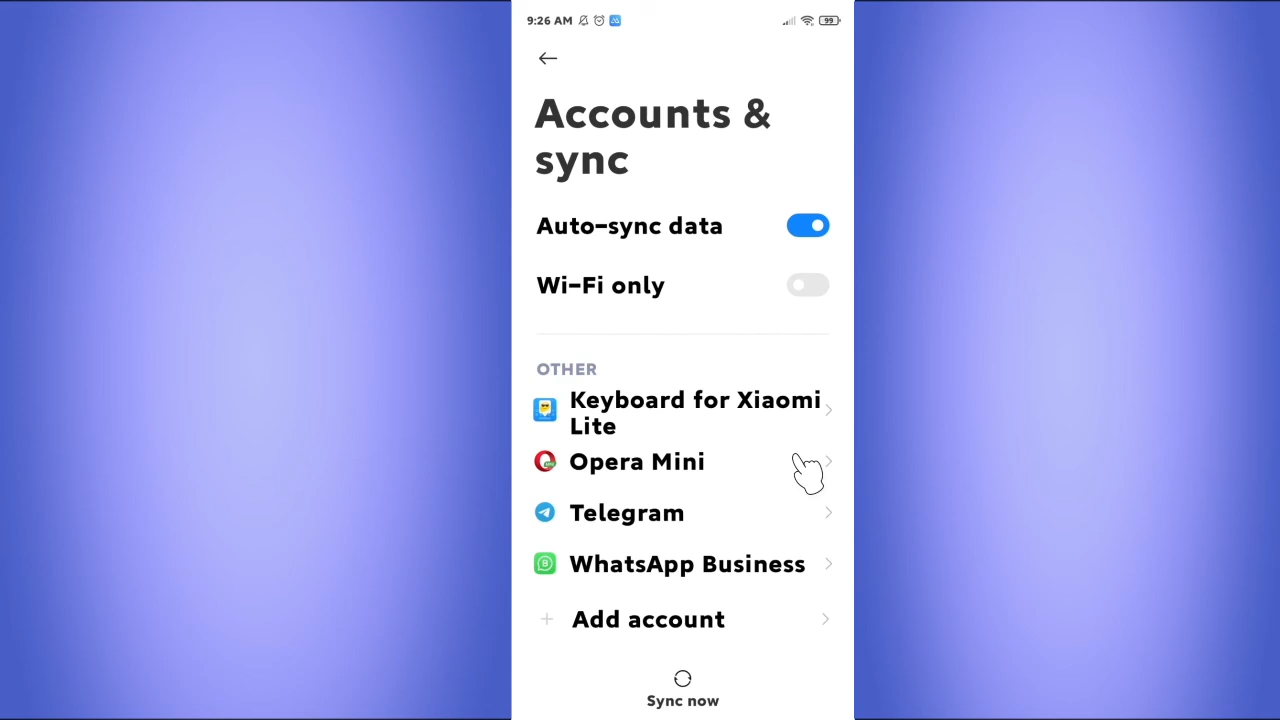 9:26 AM
99
Accounts &
sync
Auto-sync data
Wi-Fi only
OTHER
Keyboard for Xiaomi
Lite
Opera Mini
Telegram
WhatsApp Business
Add account
Sync now